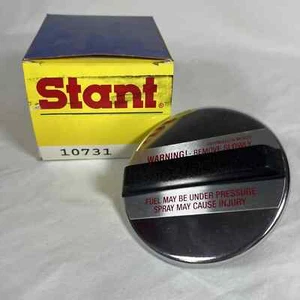 Stant®
10731
WARNING! - REMOVE SLOWLY
FUEL MAY BE UNDER PRESSURE
SPRAY MAY CAUSE INJURY